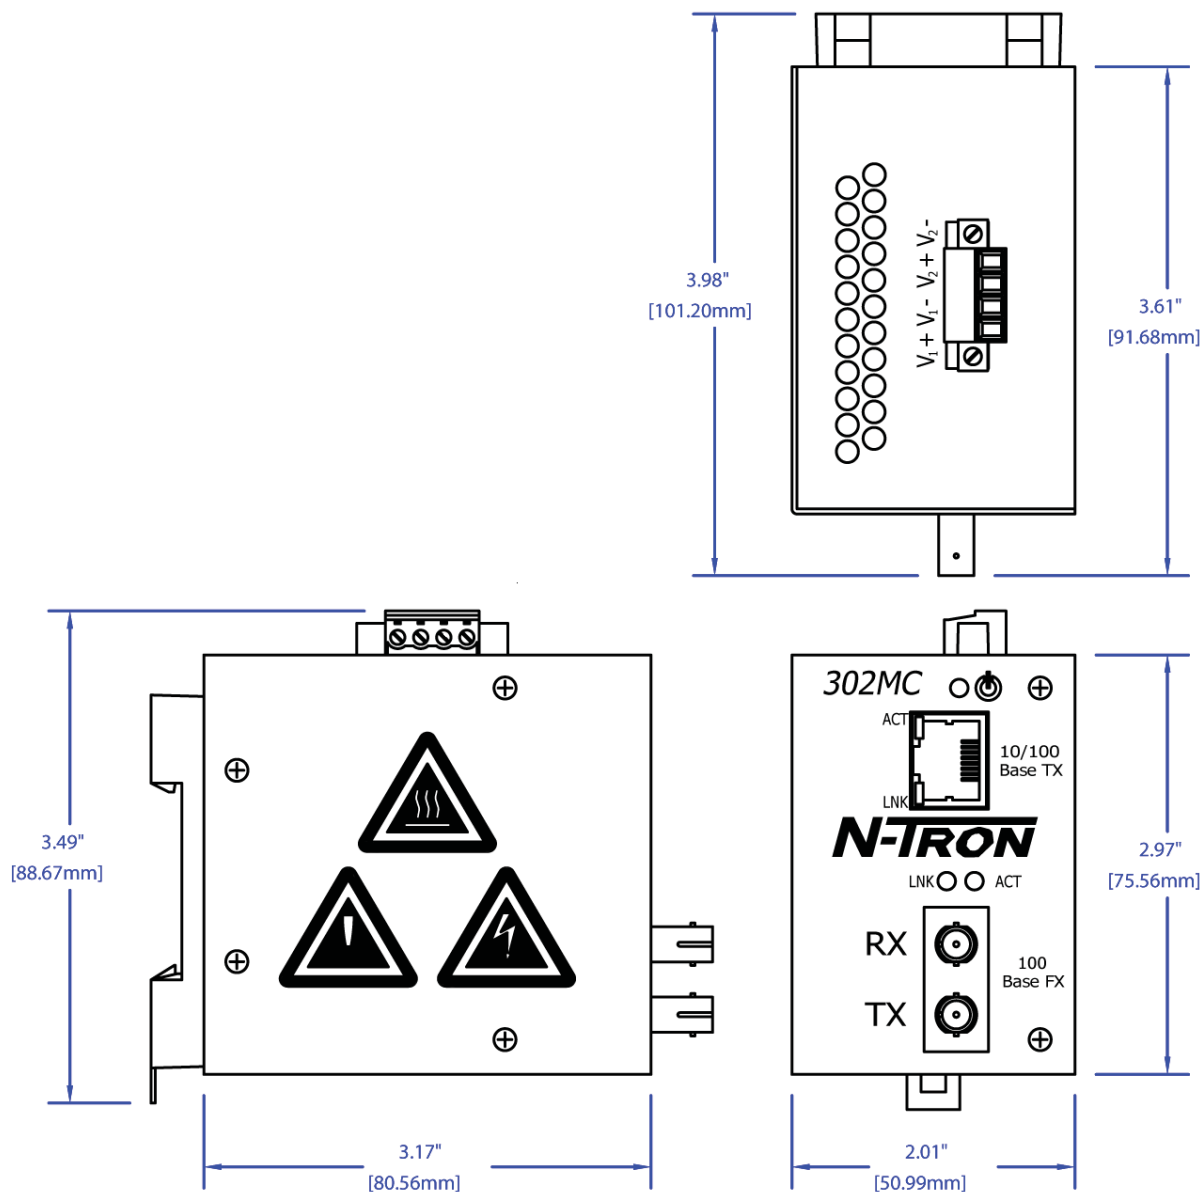 3.98"
[101.20mm]
V1 + V1 - V2 + V2 -
3.61"
[91.68mm]
3.49"
[88.67mm]
3.17"
[80.56mm]
302MC
ACT
10/100
Base TX
LNK
N-TRON
LNK ACT
RX
100
Base FX
TX
2.97"
[75.56mm]
2.01"
[50.99mm]